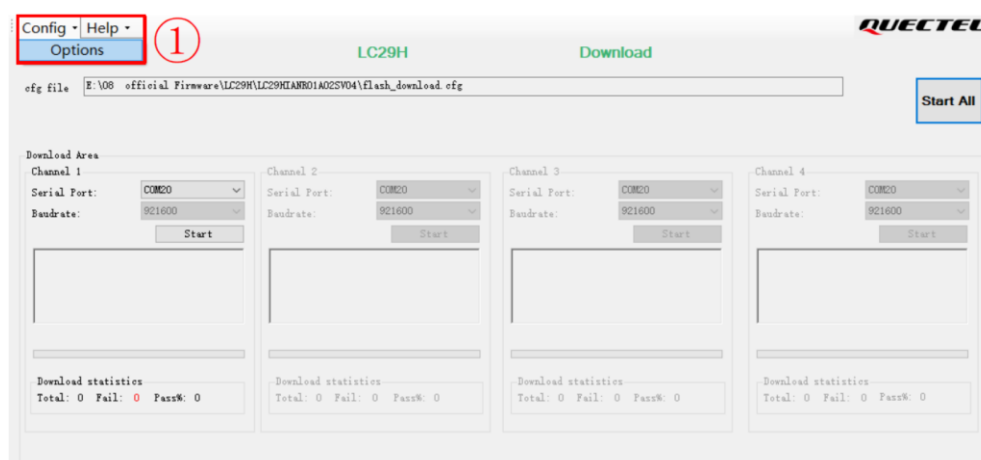 Config Help ①
QUECTEL
Options
LC29H Download
cfg file E:\08 official Firmware\LC29H\LC29HIANR01A02SV04\flash_download.cfg
Start All
Download Area
Channel 1 Channel 2 Channel 3 Channel 4
Serial Port: COM20 Serial Port: COM20 Serial Port: COM20 Serial Port: COM20
Baudrate: 921600 Baudrate: 921600 Baudrate: 921600 Baudrate: 921600
Start Start Start Start
Download statistics Download statistics Download statistics Download statistics
Total: 0 Fail: 0 Pass%: 0 Total: 0 Fail: 0 Pass%: 0 Total: 0 Fail: 0 Pass%: 0 Total: 0 Fail: 0 Pass%: 0